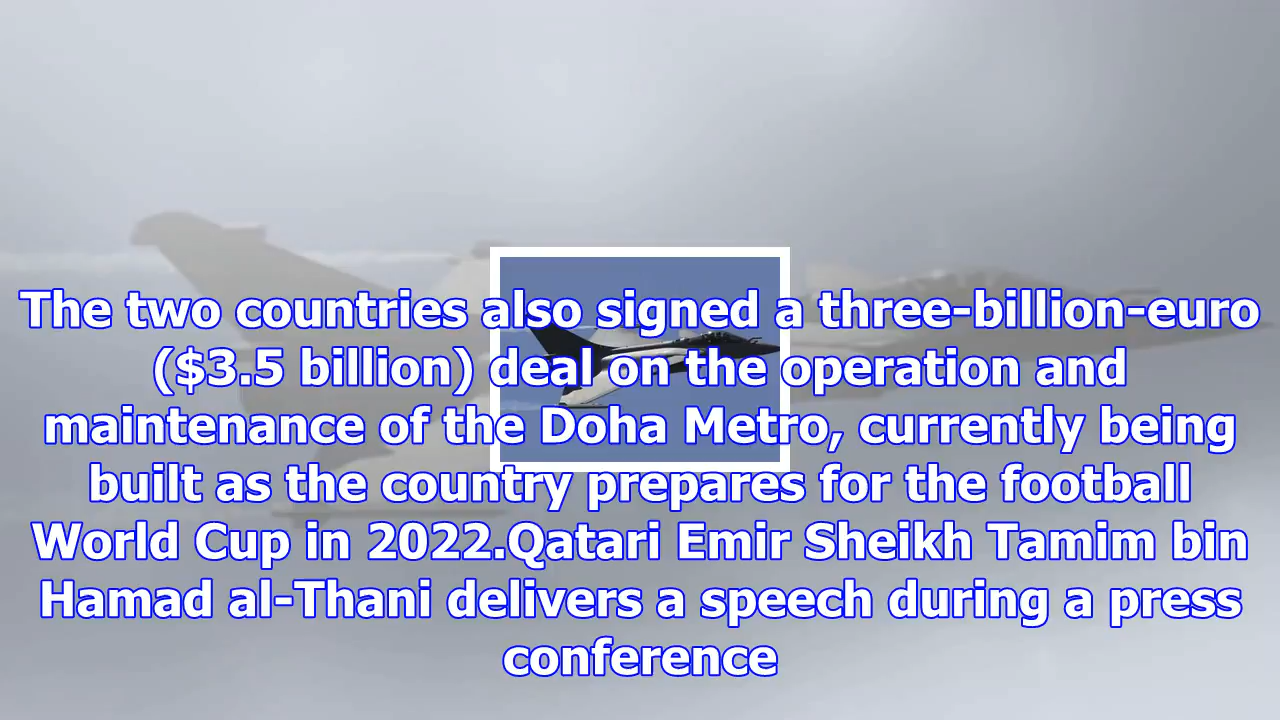 The two countries also signed a three-billion-euro
($3.5 billion) deal on the operation and
maintenance of the Doha Metro, currently being
built as the country prepares for the football
World Cup in 2022.Qatari Emir Sheikh Tamim bin
Hamad al-Thani delivers a speech during a press
conference